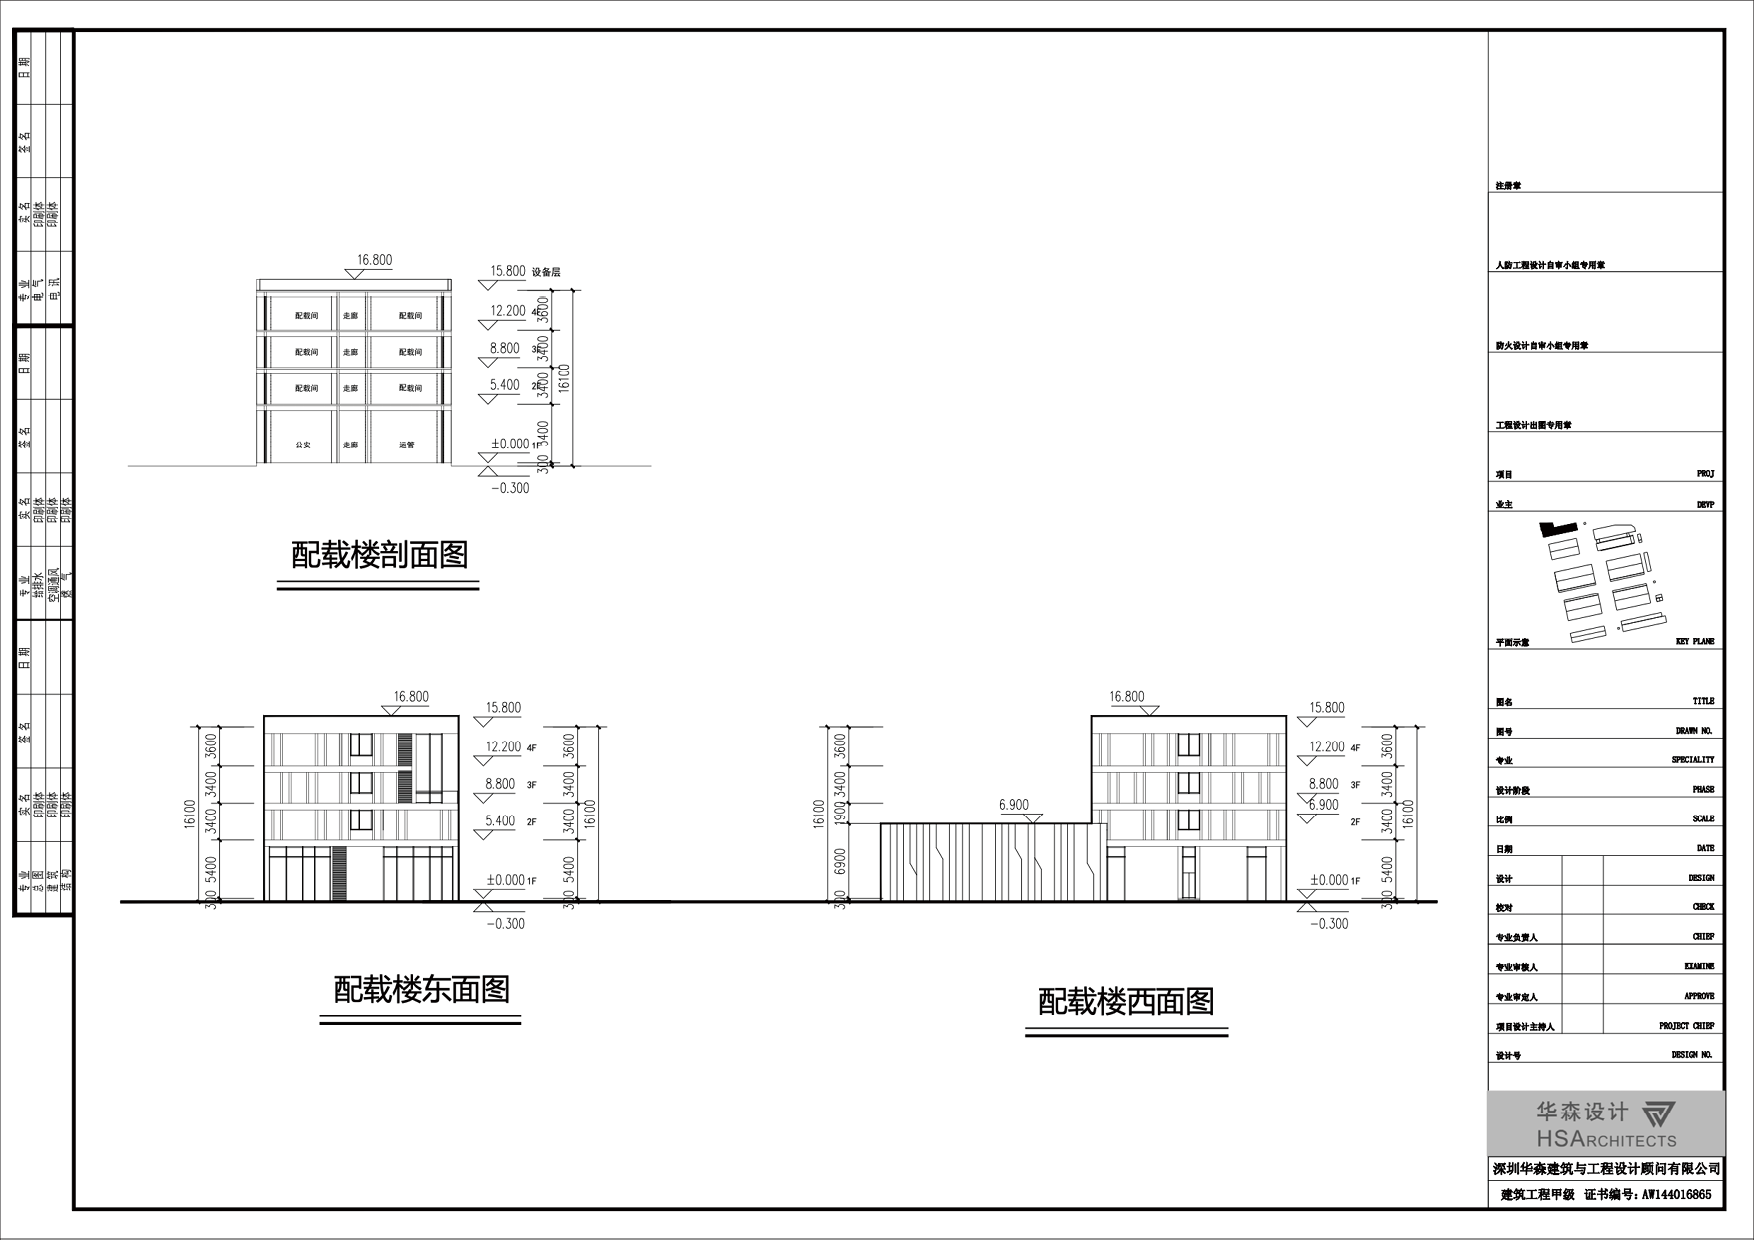 日 期
签 名
实 名
印刷体
印刷体
专 业
电 气
电 讯
日 期
签 名
实 名
印刷体
印刷体
印刷体
专 业
给排水
空调通风
燃 气
日 期
签 名
实 名
印刷体
印刷体
印刷体
专 业
总 图
建 筑
结 构
16.800
15.800 设备层
12.200 4F
8.800 3F
5.400 2F
±0.000 1F
-0.300
3600
3400
3400
5400
300
16100
配载间 走廊 配载间
配载间 走廊 配载间
配载间 走廊 配载间
公安 走廊 运管
配载楼剖面图
16.800
15.800
12.200 4F
8.800 3F
5.400 2F
±0.000 1F
-0.300
3600
3400
3400
5400
300
16100
3600
3400
3400
5400
300
16100
配载楼东面图
16.800
6.900
15.800
12.200 4F
8.800 3F
6.900
2F
±0.000 1F
-0.300
3600
3400
1900
6900
300
16100
3600
3400
3400
5400
300
16100
配载楼西面图
注册章
人防工程设计自审小组专用章
防火设计自审小组专用章
工程设计出图专用章
项目 PROJ
业主 DEVP
平面示意 KEY PLANE
图名 TITLE
图号 DRAWN NO.
专业 SPECIALITY
设计阶段 PHASE
比例 SCALE
日期 DATE
设计 DESIGN
校对 CHECK
专业负责人 CHIEF
专业审核人 EXAMINE
专业审定人 APPROVE
项目设计主持人 PROJECT CHIEF
设计号 DESIGN NO.
华森设计
HSARCHITECTS
深圳华森建筑与工程设计顾问有限公司
建筑工程甲级 证书编号: AW144016865